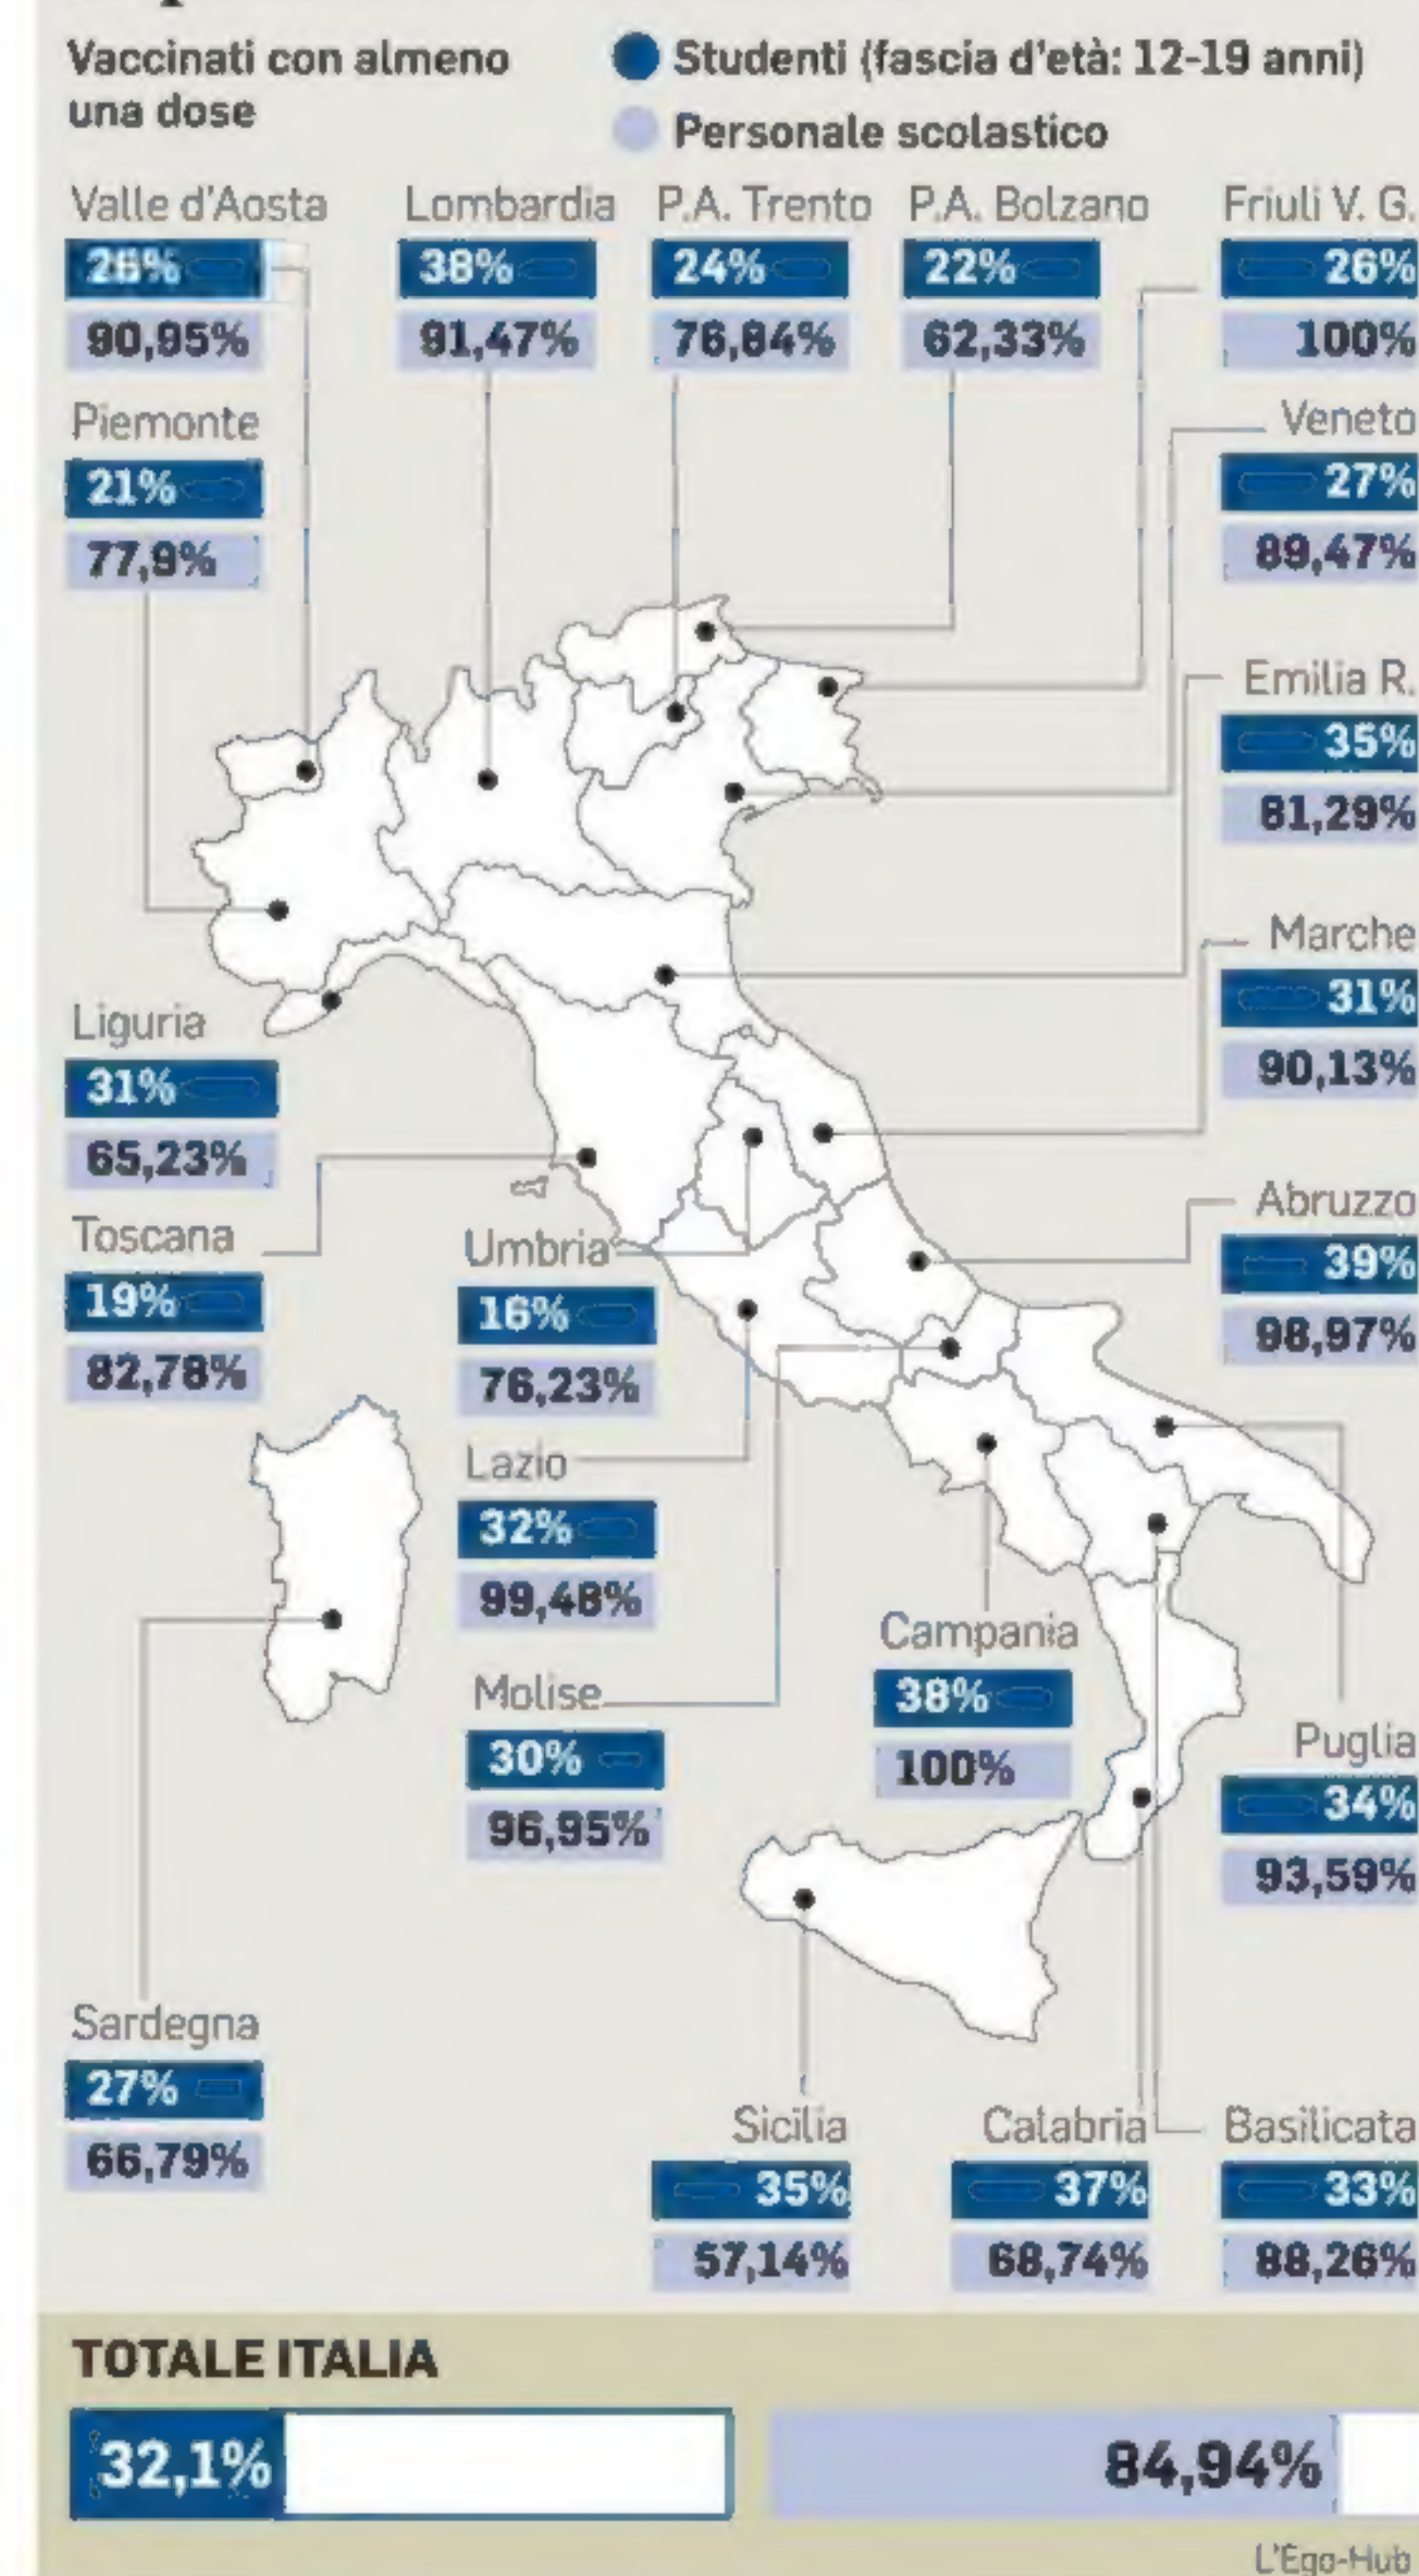 Vaccinati con almeno
una dose
Studenti (fascia d'età: 12-19 anni)
Personale scolastico
Valle d'Aosta
26%
90,95%
Lombardia
38%
91,47%
P.A. Trento
24%
76,84%
P.A. Bolzano
22%
62,33%
Friuli V. G.
26%
100%
Piemonte
21%
77,9%
Veneto
27%
89,47%
Emilia R.
35%
81,29%
Marche
31%
90,13%
Liguria
31%
65,23%
Abruzzo
39%
98,97%
Toscana
19%
82,78%
Umbria
16%
76,23%
Lazio
32%
99,48%
Molise
30%
96,95%
Campania
38%
100%
Puglia
34%
93,59%
Sardegna
27%
66,79%
Sicilia
35%
57,14%
Calabria
37%
68,74%
Basilicata
33%
88,26%
TOTALE ITALIA
32,1%
84,94%
L'Ego-Hub